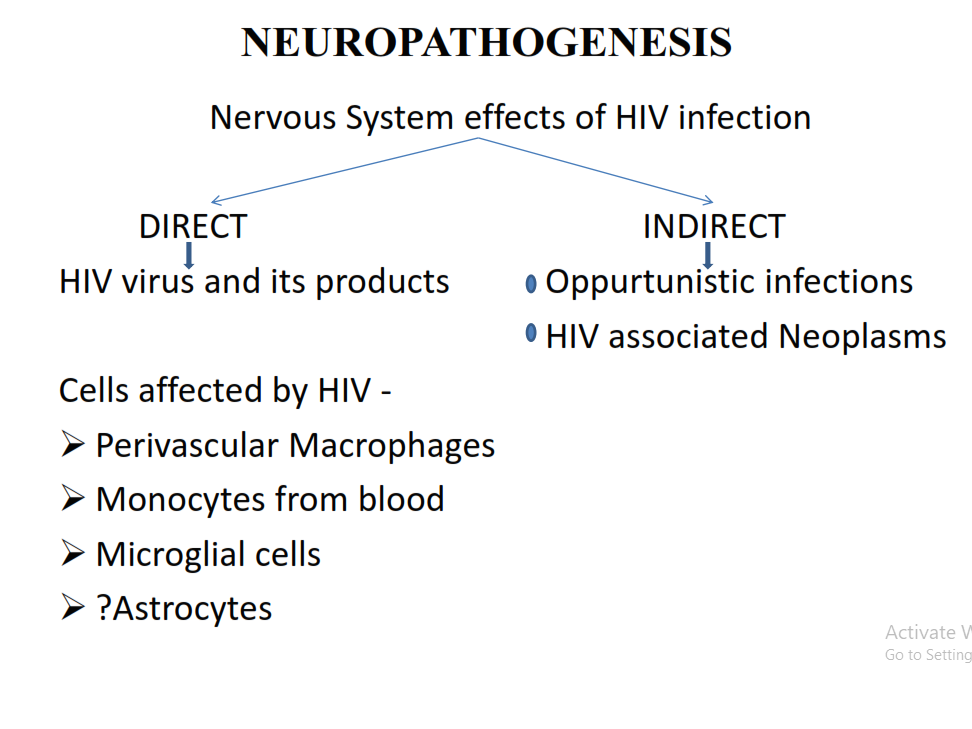 NEUROPATHOGENESIS
Nervous System effects of HIV infection
DIRECT
INDIRECT
HIV virus and its products
Oppurtunistic infections
HIV associated Neoplasms
Cells affected by HIV -
Perivascular Macrophages
Monocytes from blood
Microglial cells
?Astrocytes
Activate
Go to Setting